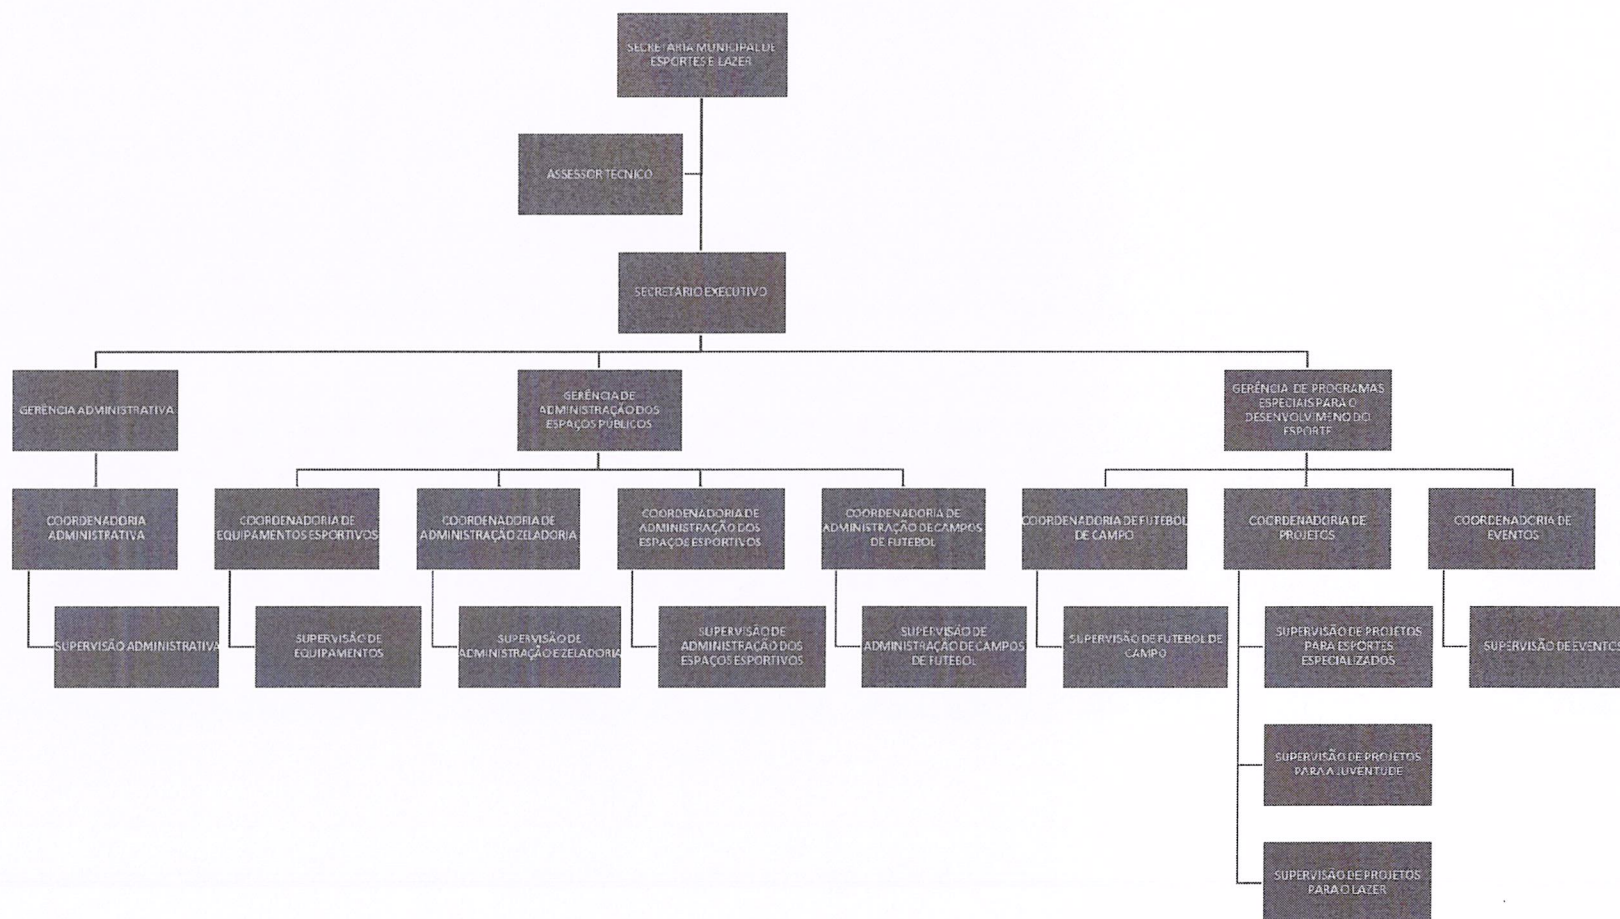 SECRETARIA MUNICIPAL DE
ESPORTES E LAZER
ASSESSOR TÉCNICO
SECRETÁRIO EXECUTIVO
GERÊNCIA ADMINISTRATIVA
GERÊNCIA DE
ADMINISTRAÇÃO DOS
ESPAÇOS PÚBLICOS
GERÊNCIA DE PROGRAMAS
ESPECIAIS PARA O
DESENVOLVIMENO DO
ESPORTE
COORDENADORIA
ADMINISTRATIVA
COORDENADORIA DE
EQUIPAMENTOS ESPORTIVOS
COORDENADORIA DE
ADMINISTRAÇÃO ZELADORIA
COORDENADORIA DE
ADMINISTRAÇÃO DOS
ESPAÇOS ESPORTIVOS
COORDENADORIA DE
ADMINISTRAÇÃO DE CAMPOS
DE FUTEBOL
COORDENADORIA DE FUTEBOL
DE CAMPO
COORDENADORIA DE
PROJETOS
COORDENADORIA DE
EVENTOS
SUPERVISÃO ADMINISTRATIVA
SUPERVISÃO DE
EQUIPAMENTOS
SUPERVISÃO DE
ADMINISTRAÇÃO E ZELADORIA
SUPERVISÃO DE
ADMINISTRAÇÃO DOS
ESPAÇOS ESPORTIVOS
SUPERVISÃO DE
ADMINISTRAÇÃO DE CAMPOS
DE FUTEBOL
SUPERVISÃO DE FUTEBOL DE
CAMPO
SUPERVISÃO DE PROJETOS
PARA ESPORTES
ESPECIALIZADOS
SUPERVISÃO DE EVENTOS
SUPERVISÃO DE PROJETOS
PARA A JUVENTUDE
SUPERVISÃO DE PROJETOS
PARA O LAZER